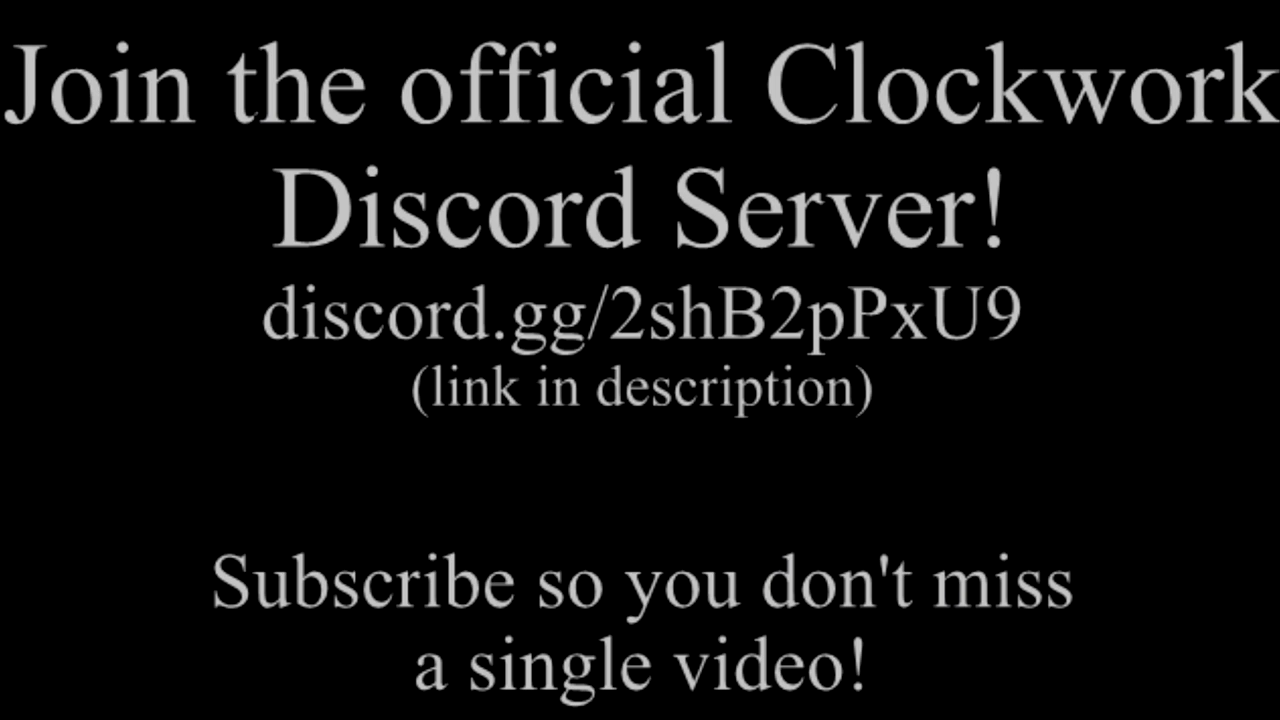 Join the official Clockwork
Discord Server!
discord.gg/2shB2pPxU9
(link in description)
Subscribe so you don't miss
a single video!